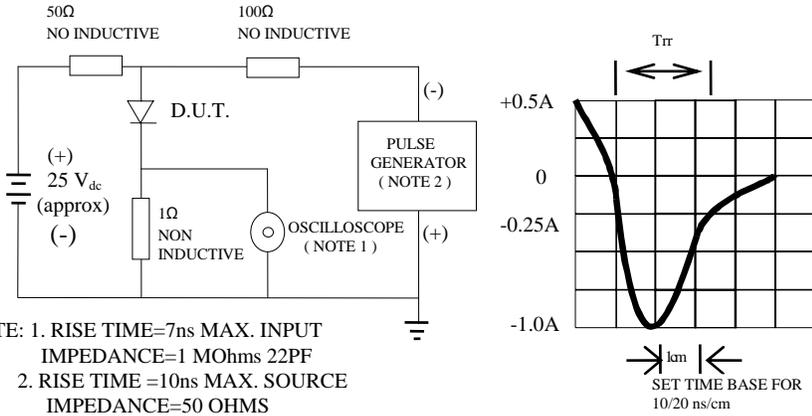 50Ω
NO INDUCTIVE
100Ω
NO INDUCTIVE
D.U.T.
(+)
25 Vdc
(approx)
(-)
1Ω
NON
INDUCTIVE
OSCILLOSCOPE
( NOTE 1 )
(-)
PULSE
GENERATOR
( NOTE 2 )
(+)
TE: 1. RISE TIME=7ns MAX. INPUT
IMPEDANCE=1 MOhms 22PF
2. RISE TIME =10ns MAX. SOURCE
IMPEDANCE=50 OHMS
Trr
+0.5A
0
-0.25A
-1.0A
1cm
SET TIME BASE FOR
10/20 ns/cm